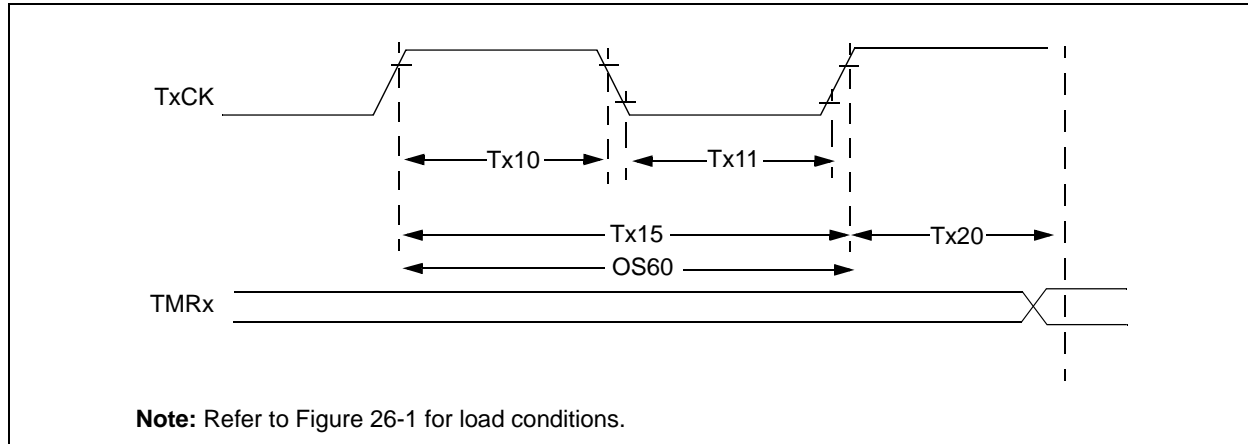 TxCK
Tx10 Tx11
Tx15 Tx20
OS60
TMRx
Note: Refer to Figure 26-1 for load conditions.